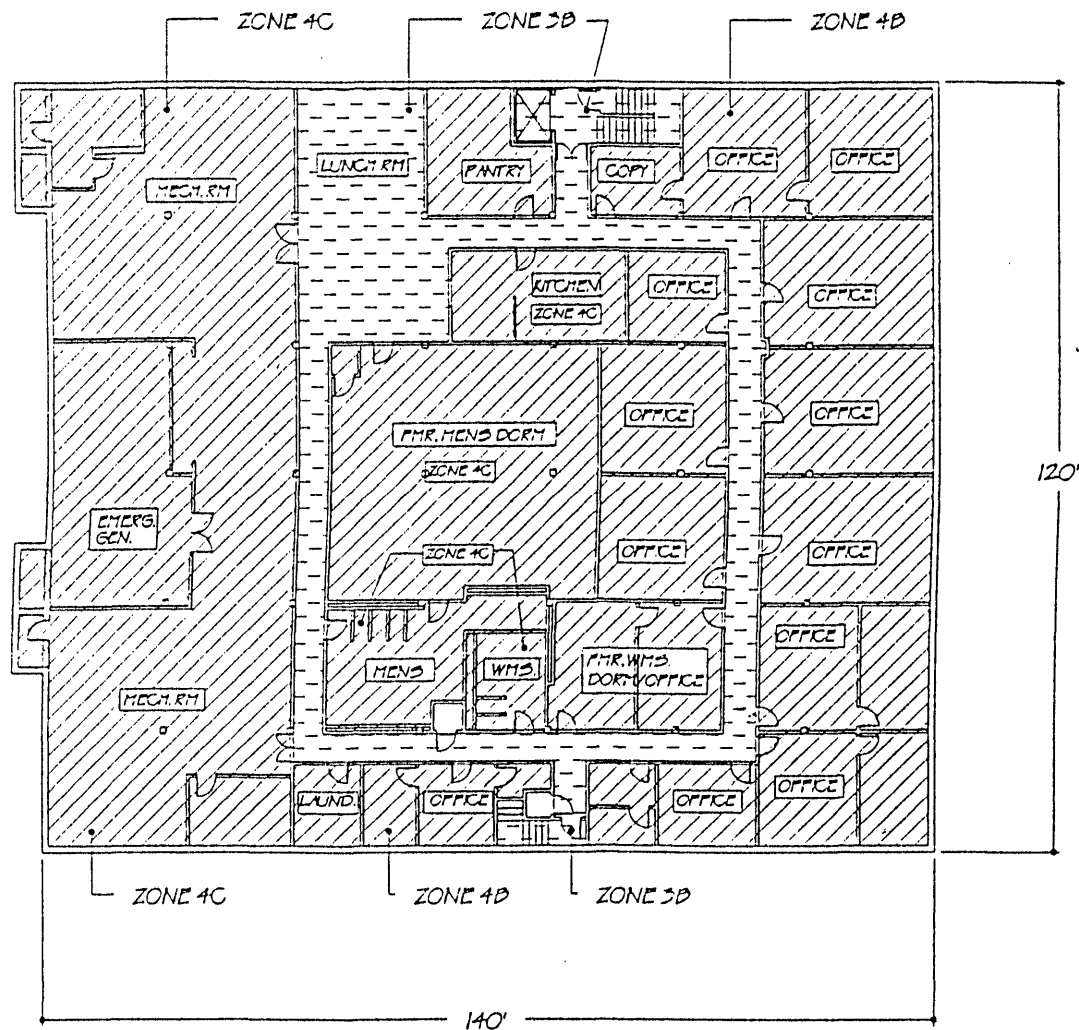 ZONE 4C
ZONE 3B
ZONE 4B
LUNCH RM
PANTRY
COPY
OFFICE
OFFICE
MECH. RM
KITCHEN
ZONE 4C
OFFICE
OFFICE
FMR. MENS DORM
ZONE 4C
OFFICE
OFFICE
120'
EMERG.
GEN.
ZONE 4C
OFFICE
OFFICE
OFFICE
MENS
WMS.
FMR. WMS.
DORM/OFFICE
MECH. RM
LAUND.
OFFICE
OFFICE
OFFICE
ZONE 4C
ZONE 4B
ZONE 3B
140'